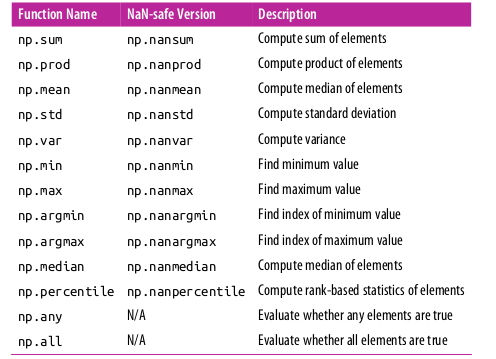 Function Name NaN-safe Version Description
np.sum np.nansum Compute sum of elements
np.prod np.nanprod Compute product of elements
np.mean np.nanmean Compute median of elements
np.std np.nanstd Compute standard deviation
np.var np.nanvar Compute variance
np.min np.nanmin Find minimum value
np.max np.nanmax Find maximum value
np.argmin np.nanargmin Find index of minimum value
np.argmax np.nanargmax Find index of maximum value
np.median np.nanmedian Compute median of elements
np.percentile np.nanpercentile Compute rank-based statistics of elements
np.any N/A Evaluate whether any elements are true
np.all N/A Evaluate whether all elements are true